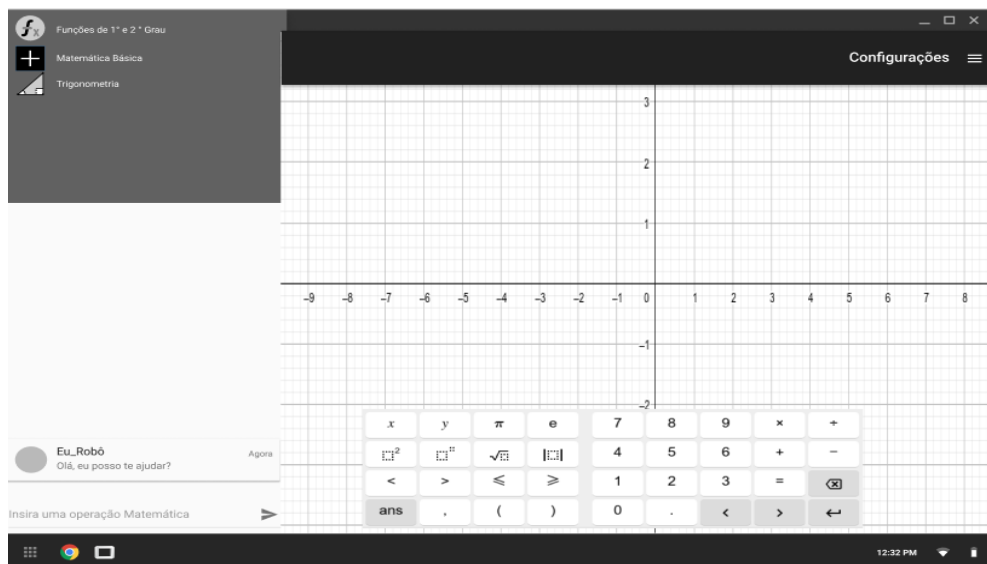 Funções de 1° e 2 ° Grau
Matemática Básica
Trigonometria
Configurações
3
2
1
-9 -8 -7 -6 -5 -4 -3 -2 -1 0 1 2 3 4 5 6 7 8
-1
-2
x y π e 7 8 9 × ÷
2 √ | | 4 5 6 + −
< > ≤ ≥ 1 2 3 =
ans , ( ) 0 . < >
Eu_Robô Agora
Olá, eu posso te ajudar?
Insira uma operação Matemática
12:32 PM